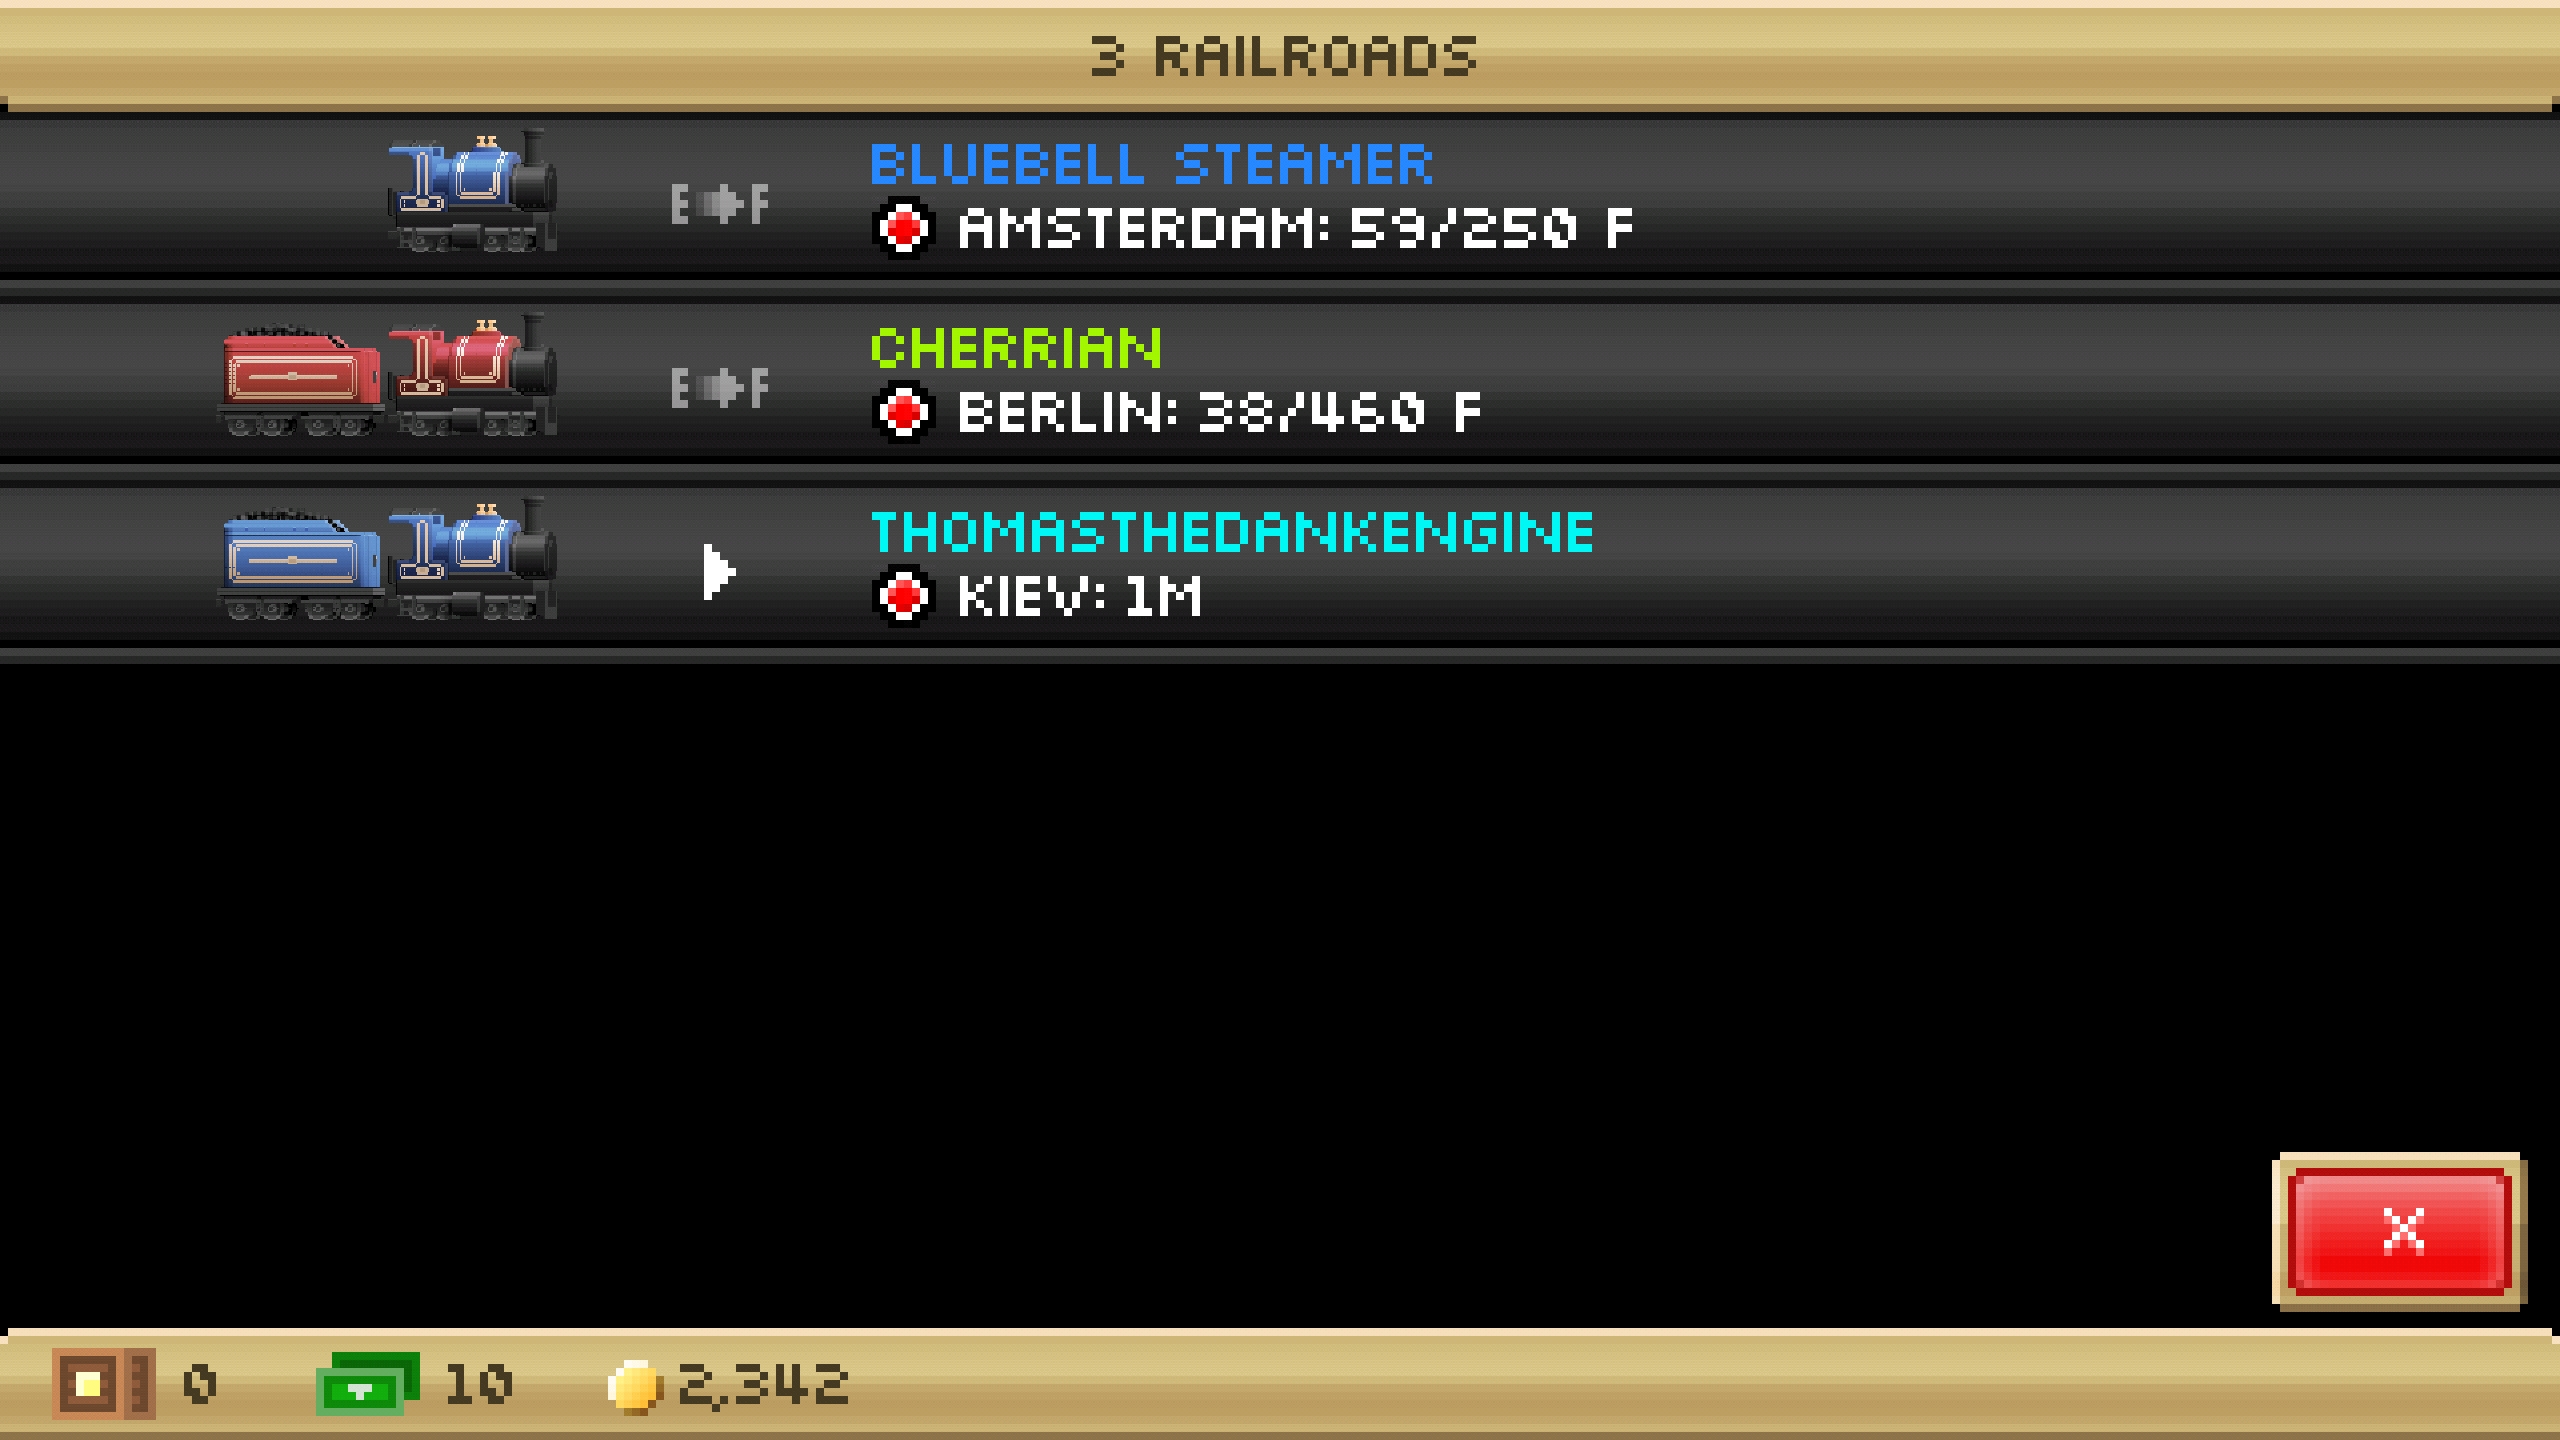 3 RAILROADS
BLUEBELL STEAMER
E F
AMSTERDAM: 59/250 F
CHERRIAN
E F
BERLIN: 38/460 F
THOMASTHEDANKENGINE
KIEV: 1M
X
0 10 2,342